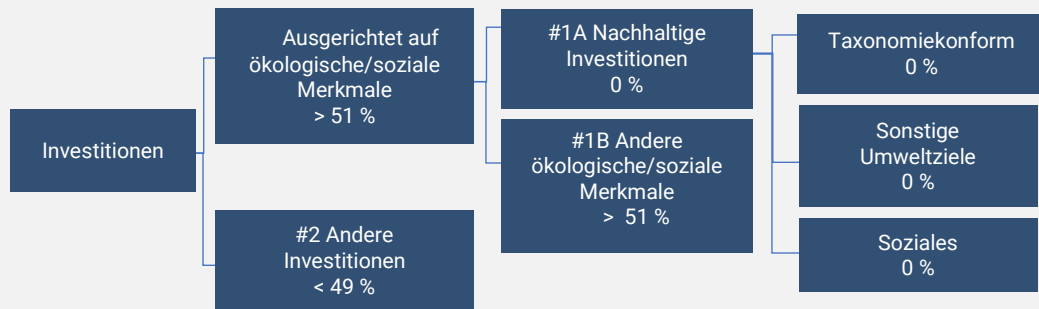 Investitionen
Ausgerichtet auf
ökologische/soziale
Merkmale
> 51 %
#2 Andere
Investitionen
< 49 %
#1A Nachhaltige
Investitionen
0 %
#1B Andere
ökologische/soziale
Merkmale
> 51 %
Taxonomiekonform
0 %
Sonstige
Umweltziele
0 %
Soziales
0 %